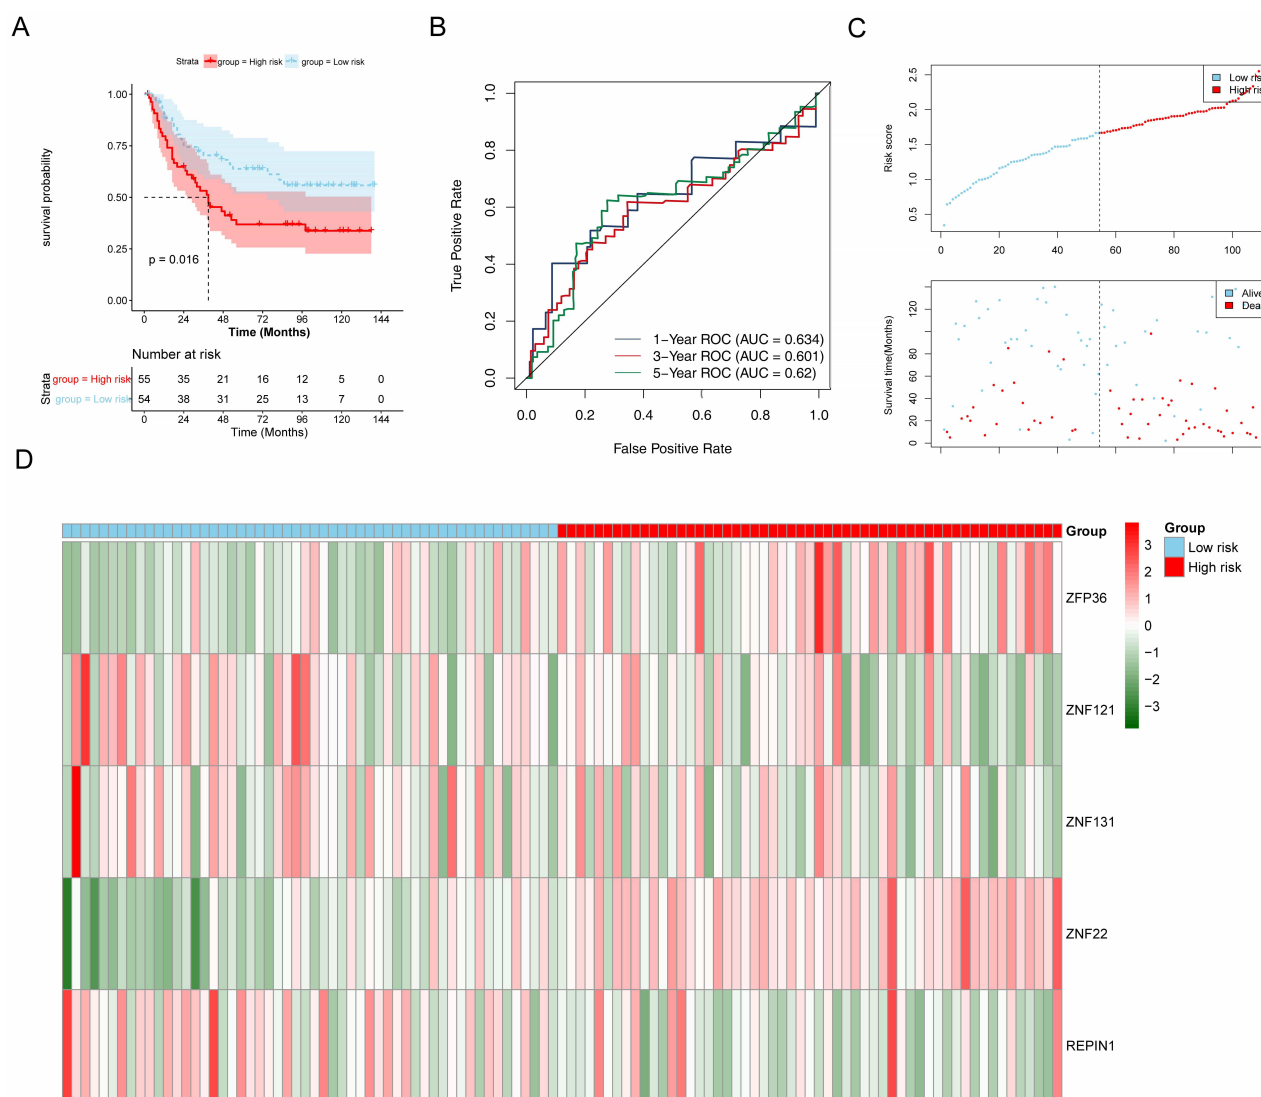 A
Strata group = High risk group = Low risk
survival probability
1.00
0.75
0.50
0.25
0.00
p = 0.016
0 24 48 72 96 120 144
Time (Months)
Number at risk
Strata
group = High risk 55 35 21 16 12 5 0
group = Low risk 54 38 31 25 13 7 0
0 24 48 72 96 120 144
Time (Months)
B
True Positive Rate
1.0
0.8
0.6
0.4
0.2
0.0
1-Year ROC (AUC = 0.634)
3-Year ROC (AUC = 0.601)
5-Year ROC (AUC = 0.62)
0.0 0.2 0.4 0.6 0.8 1.0
False Positive Rate
C
Risk score
2.5
2.0
1.5
1.0
0.5
Low ris
High ris
0 20 40 60 80 100
Survival time(Months)
120
80
60
40
20
0
Alive
Dea
D
Group
ZFP36
ZNF121
ZNF131
ZNF22
REPIN1
3
2
1
0
−1
−2
−3
Group
Low risk
High risk